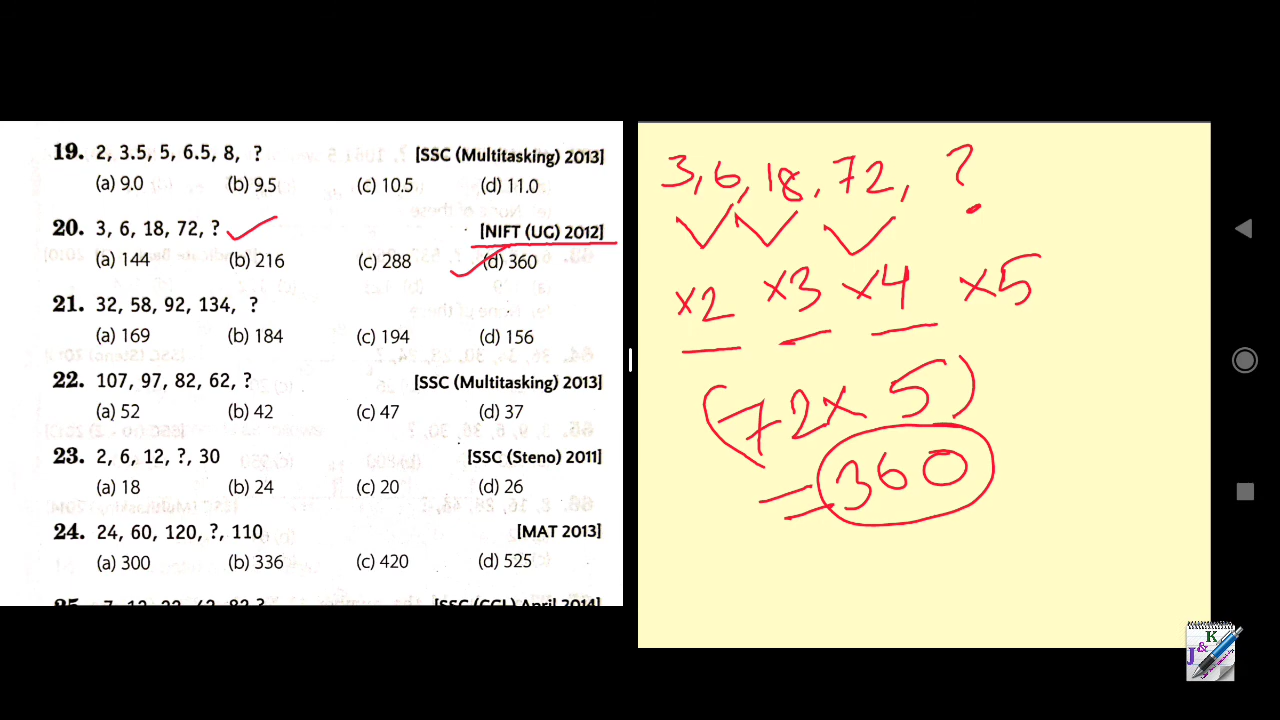 19. 2, 3.5, 5, 6.5, 8, ? [SSC (Multitasking) 2013]
(a) 9.0 (b) 9.5 (c) 10.5 (d) 11.0
20. 3, 6, 18, 72, ? [NIFT (UG) 2012]
(a) 144 (b) 216 (c) 288 (d) 360
21. 32, 58, 92, 134, ?
(a) 169 (b) 184 (c) 194 (d) 156
22. 107, 97, 82, 62, ? [SSC (Multitasking) 2013]
(a) 52 (b) 42 (c) 47 (d) 37
23. 2, 6, 12, ?, 30 [SSC (Steno) 2011]
(a) 18 (b) 24 (c) 20 (d) 26
24. 24, 60, 120, ?, 110 [MAT 2013]
(a) 300 (b) 336 (c) 420 (d) 525
3, 6, 18, 72, ?
×2 ×3 ×4 ×5
(72×5)
=360
J&K